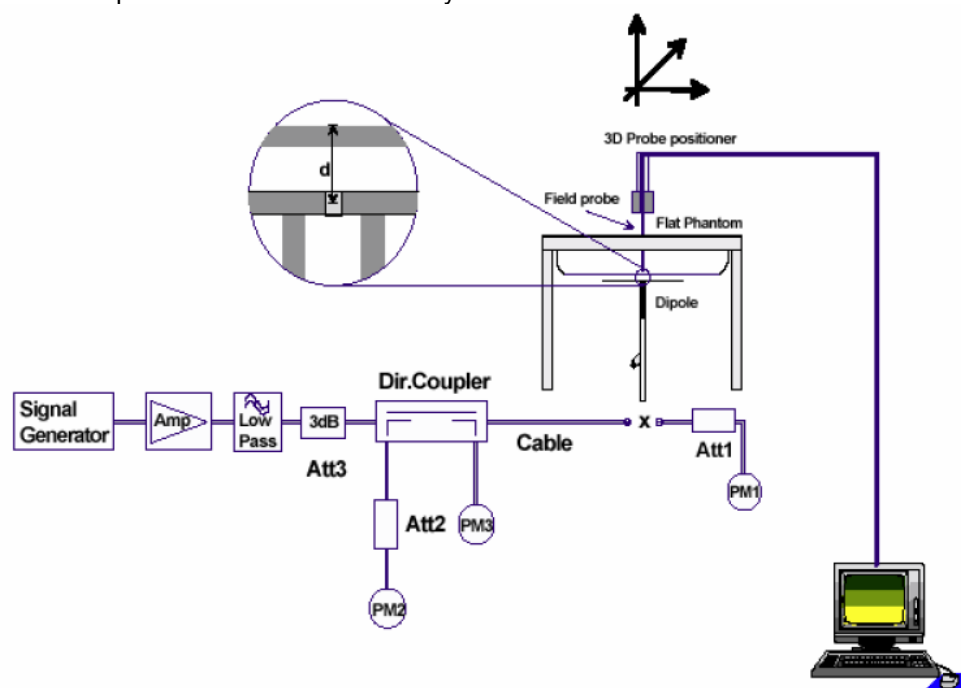 d
3D Probe positioner
Field probe
Flat Phantom
Dipole
Dir.Coupler
Signal
Generator
Amp
Low
Pass
3dB
Att3
Cable
x
Att1
PM1
Att2
PM3
PM2